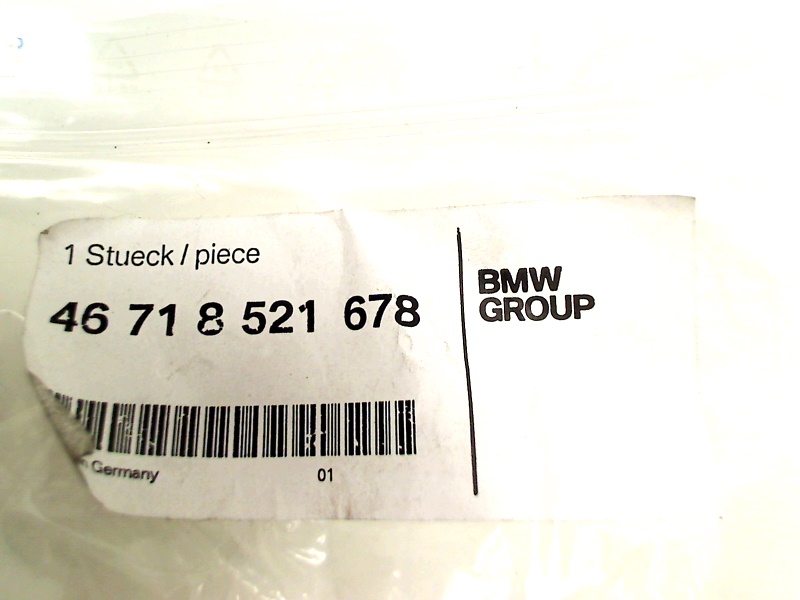 1 Stueck / piece
46 71 8 521 678
BMW
GROUP
Germany
01